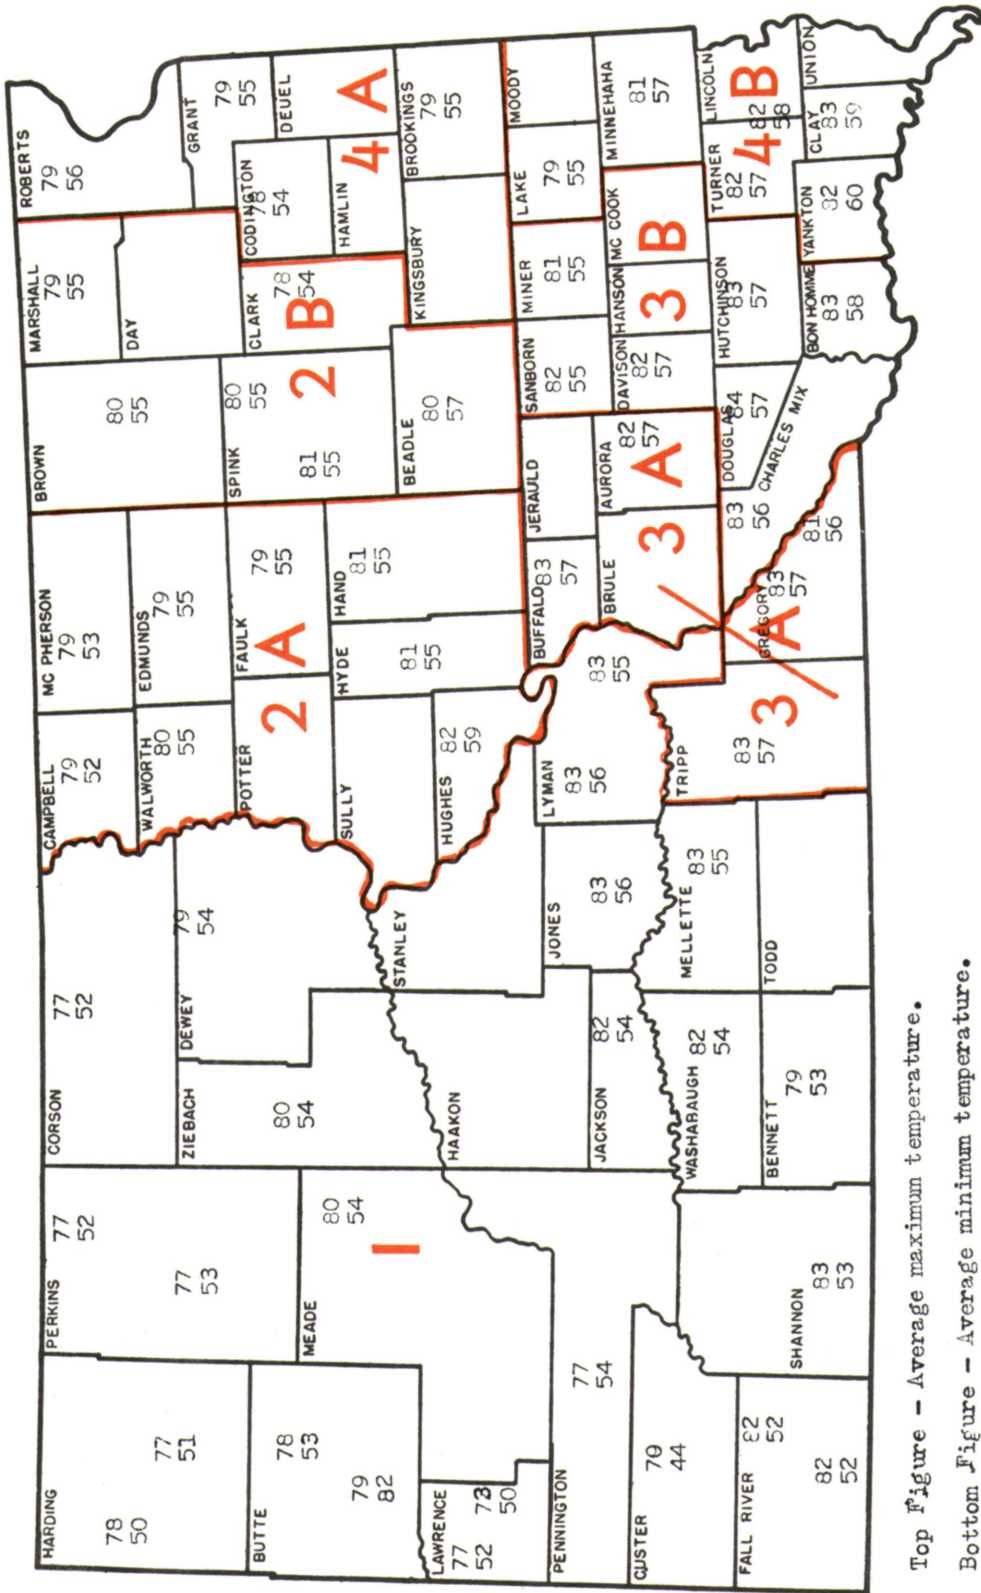 HARDING
78
50
77
51
PERKINS
77
52
77
53
CORSON
77
52
CAMPBELL
79
52
MC PHERSON
79
53
BROWN
80
55
MARSHALL
79
55
ROBERTS
79
56
WALWORTH
80
55
EDMUNDS
79
55
DAY
GRANT
79
55
BUTTE
78
53
79
82
MEADE
80
54
1
ZIEBACH
80
54
DEWEY
79
54
POTTER
2 A
FAULK
79
55
SPINK
80
55
81
55
2 B
CLARK
78
54
CODINGTON
78
54
DEUEL
HAMLIN
4 A
LAWRENCE
77
52
73
50
HAAKON
STANLEY
SULLY
HUGHES
82
59
HYDE
81
55
HAND
81
55
BEADLE
80
57
KINGSBURY
BROOKINGS
79
55
PENNINGTON
77
54
JACKSON
82
54
JONES
83
56
LYMAN
83
56
83
55
BUFFALO
83
57
JERAULD
SANBORN
82
55
MINER
81
55
LAKE
79
55
MOODY
BRULE
AURORA
82
57
3 A
DAVISON
82
57
HANSON
MC COOK
3 B
MINNEHAHA
81
57
CUSTER
79
44
SHANNON
83
53
WASHABAUGH
82
54
MELLETTE
83
55
TRIPP
83
57
3 A
GREGORY
83
57
81
56
CHARLES MIX
83
56
DOUGLAS
84
57
HUTCHINSON
83
57
TURNER
82
57
LINCOLN
82
58
4 B
FALL RIVER
82
52
82
52
BENNETT
79
53
TODD
BON HOMME
83
58
YANKTON
82
60
CLAY
83
59
UNION
Top Figure - Average maximum temperature.
Bottom Figure - Average minimum temperature.